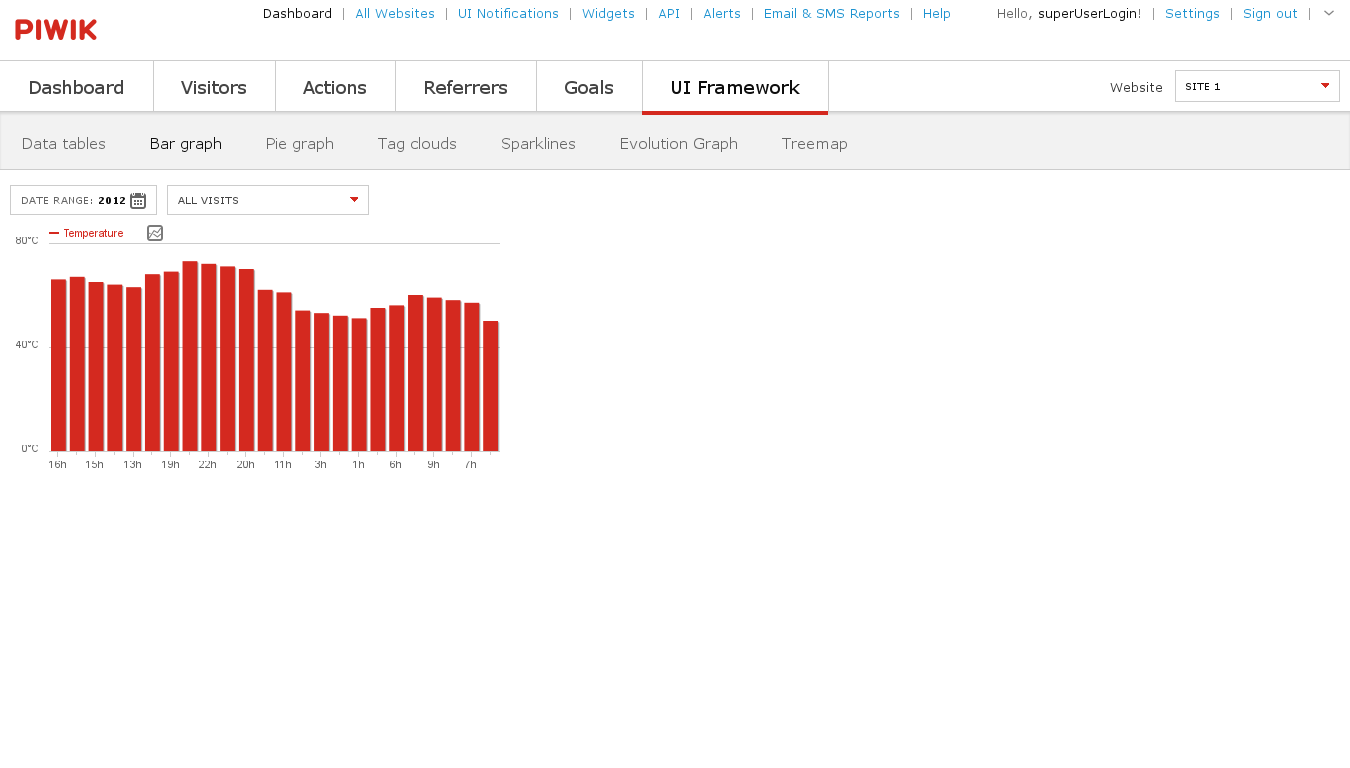 PIWIK
Dashboard | All Websites | UI Notifications | Widgets | API | Alerts | Email & SMS Reports | Help Hello, superUserLogin! | Settings | Sign out |
Dashboard Visitors Actions Referrers Goals UI Framework Website SITE 1
Data tables Bar graph Pie graph Tag clouds Sparklines Evolution Graph Treemap
DATE RANGE: 2012 ALL VISITS
Temperature
80°C
40°C
0°C
16h 15h 13h 19h 22h 20h 11h 3h 1h 6h 9h 7h